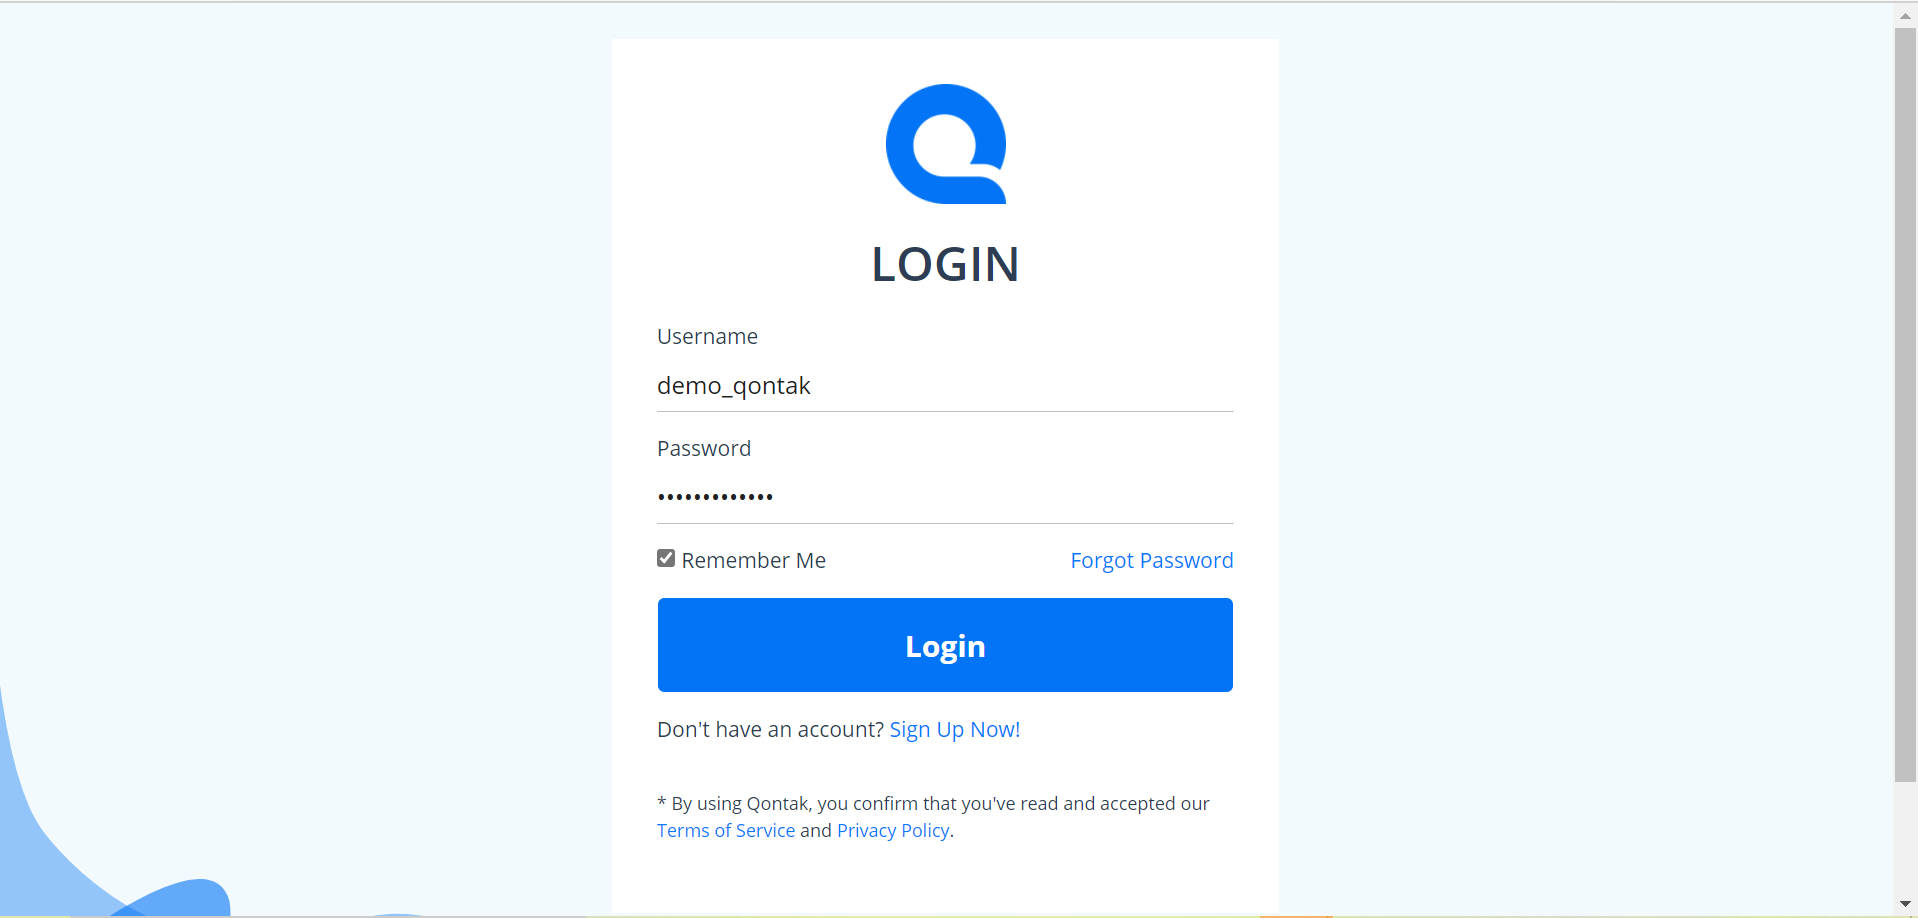 LOGIN
Username
demo_qontak
Password
•••••••••••••
Remember Me
Forgot Password
Login
Don't have an account? Sign Up Now!
* By using Qontak, you confirm that you've read and accepted our
Terms of Service and Privacy Policy.